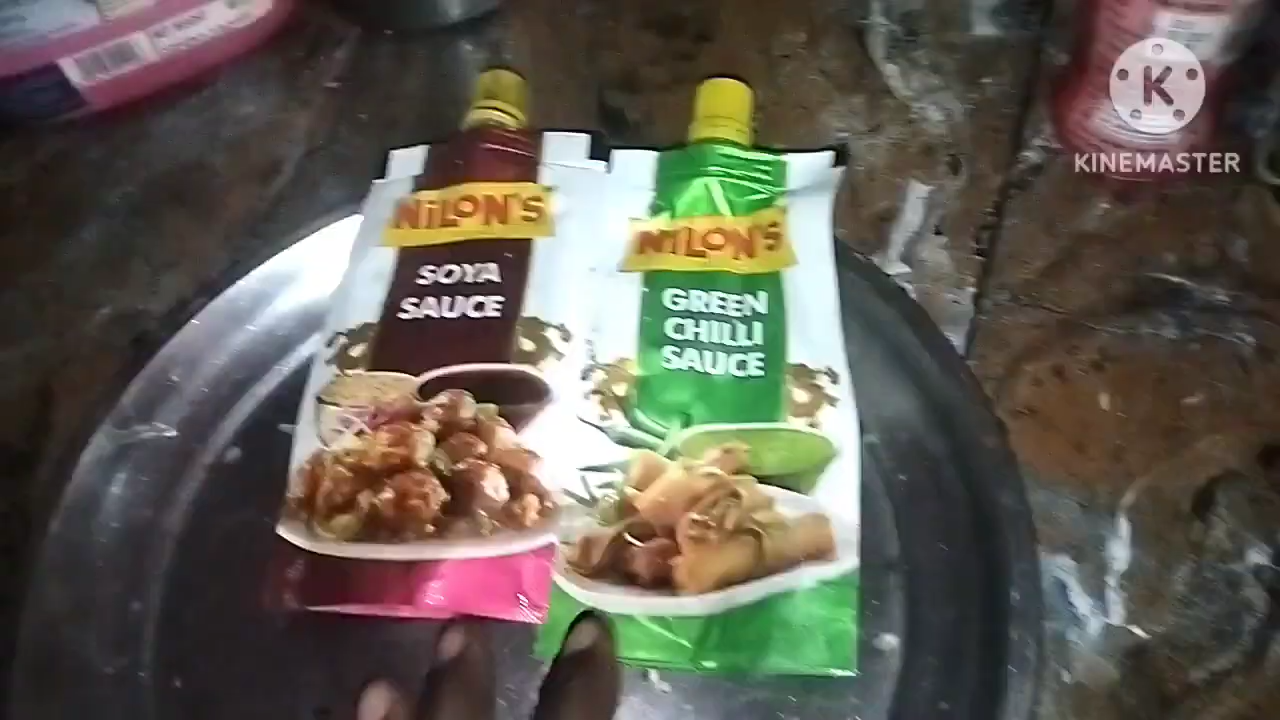 NILON'S
SOYA
SAUCE
NILON'S
GREEN
CHILLI
SAUCE
K
KINEMASTER